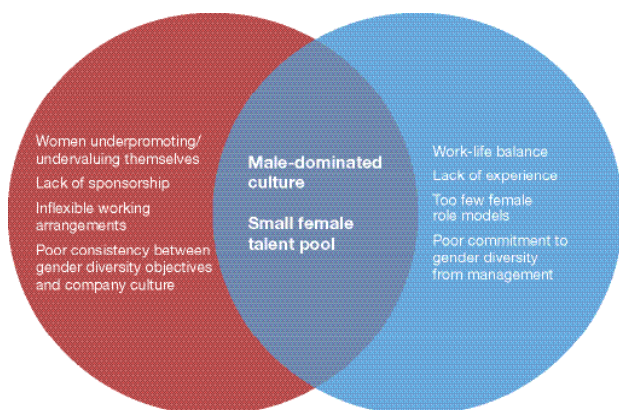 Women underpromoting/
undervaluing themselves
Lack of sponsorship
Inflexible working
arrangements
Poor consistency between
gender diversity objectives
and company culture
Male-dominated
culture
Small female
talent pool
Work-life balance
Lack of experience
Too few female
role models
Poor commitment to
gender diversity
from management